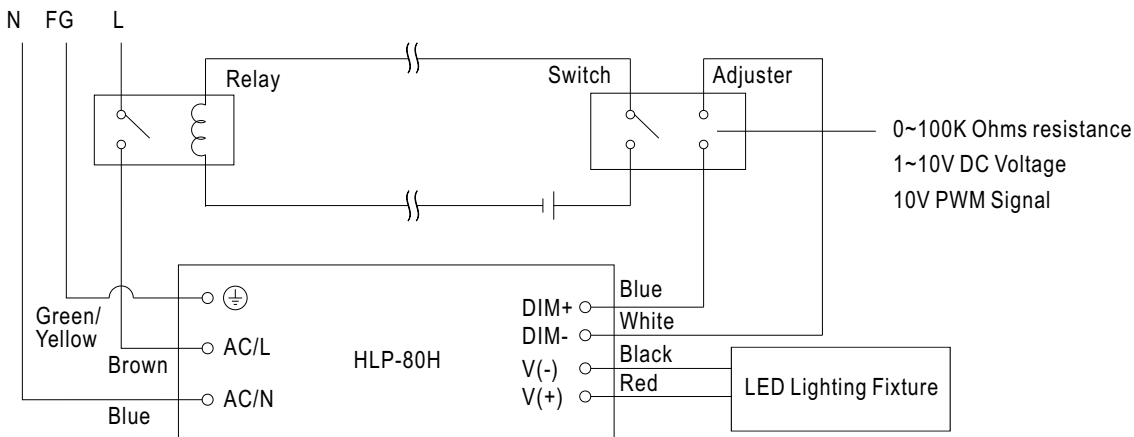 N FG L
Relay
Switch
Adjuster
0~100K Ohms resistance
1~10V DC Voltage
10V PWM Signal
Green/
Yellow
Brown
Blue
AC/L
AC/N
HLP-80H
DIM+
DIM-
V(-)
V(+)
Blue
White
Black
Red
LED Lighting Fixture